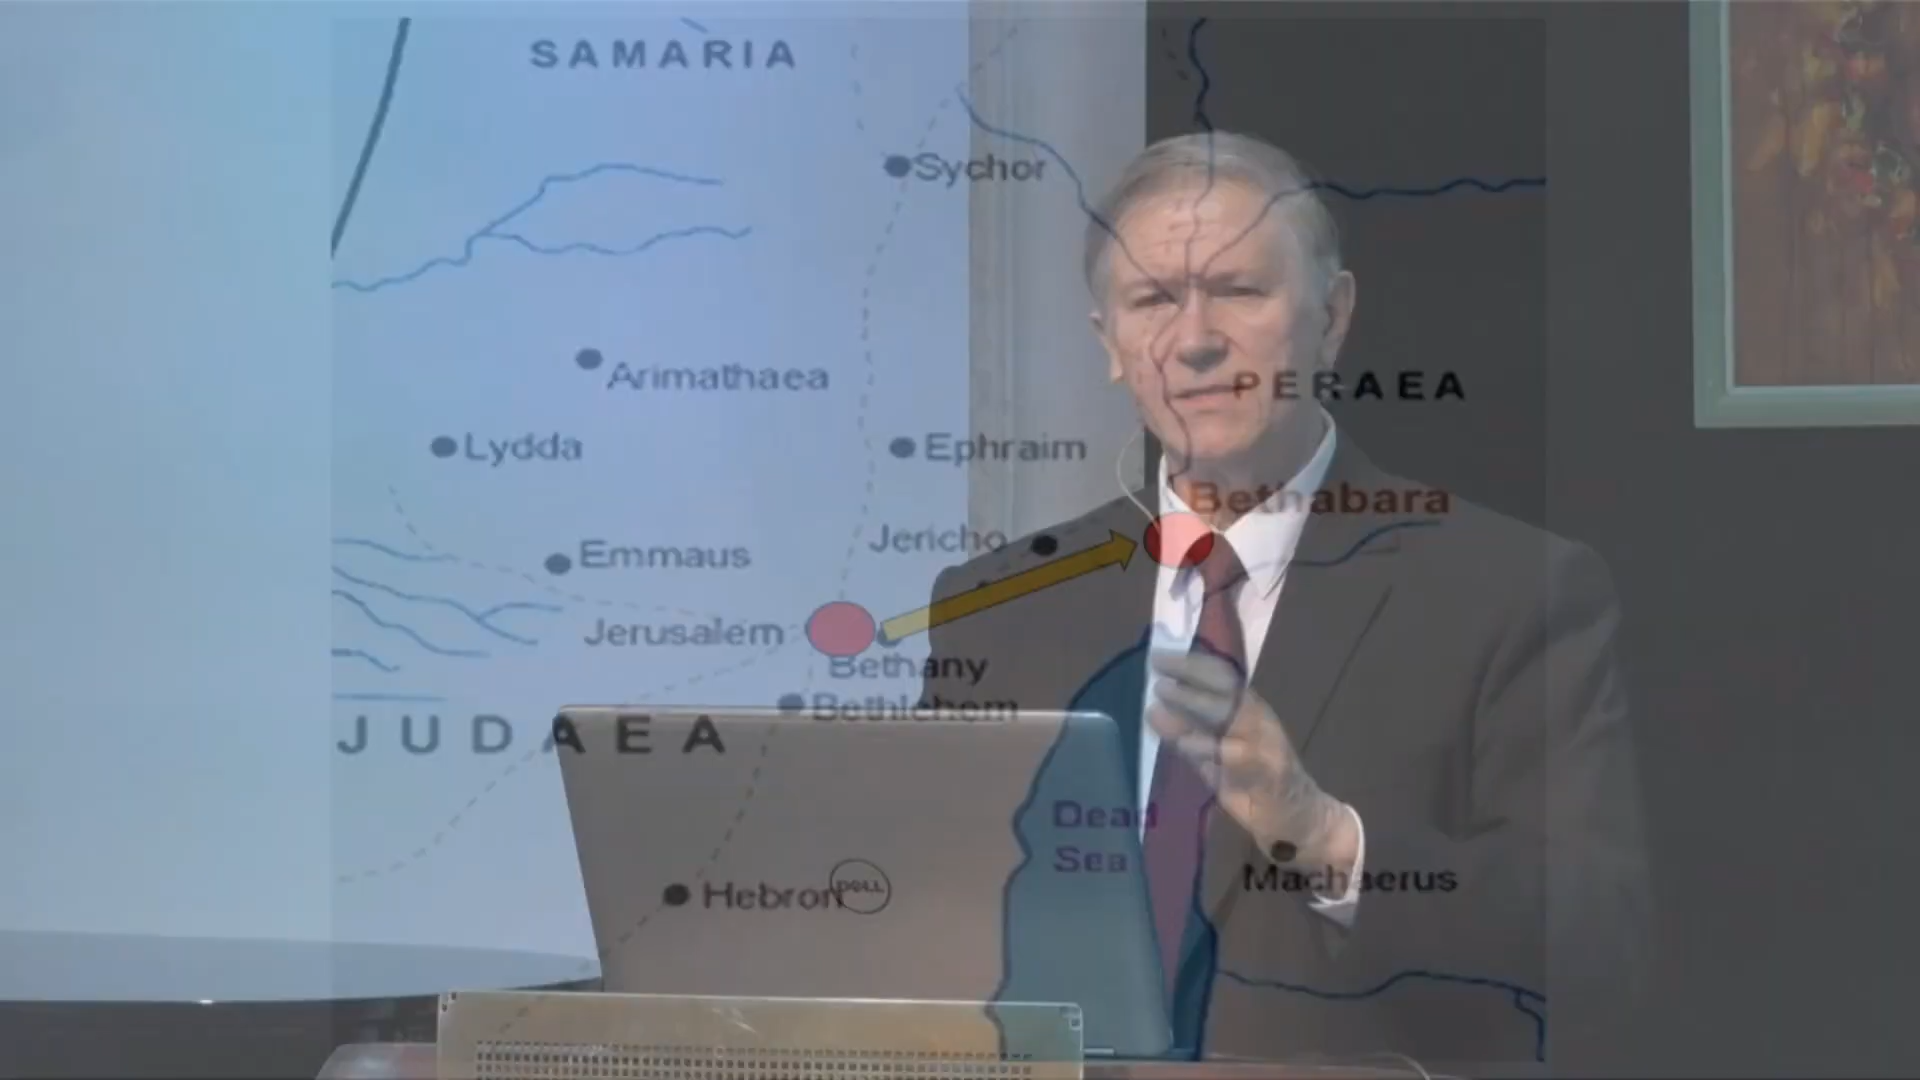 SAMARIA
Sychor
Arimathaea
PERAEA
Lydda
Ephraim
Bethabara
Jericho
Emmaus
Jerusalem
Bethany
Bethlehem
JUDAEA
Dead
Sea
Machaerus
Hebron
DELL